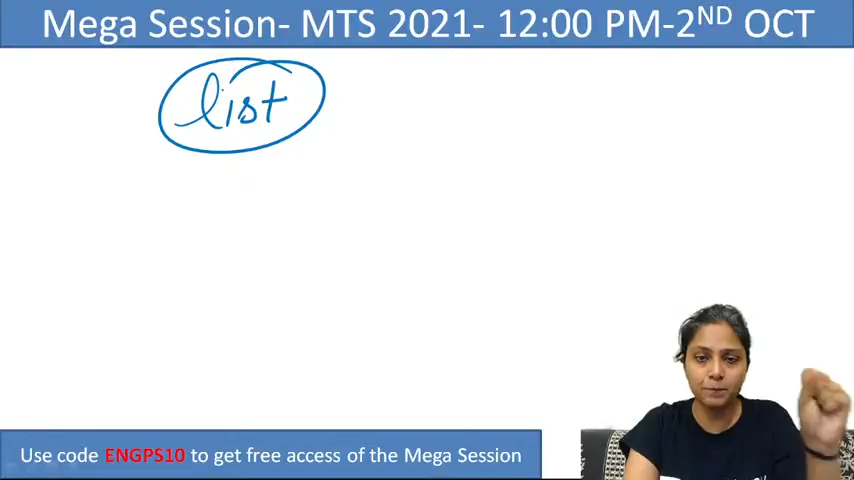 Mega Session- MTS 2021- 12:00 PM-2ND OCT
list
Use code ENGPS10 to get free access of the Mega Session